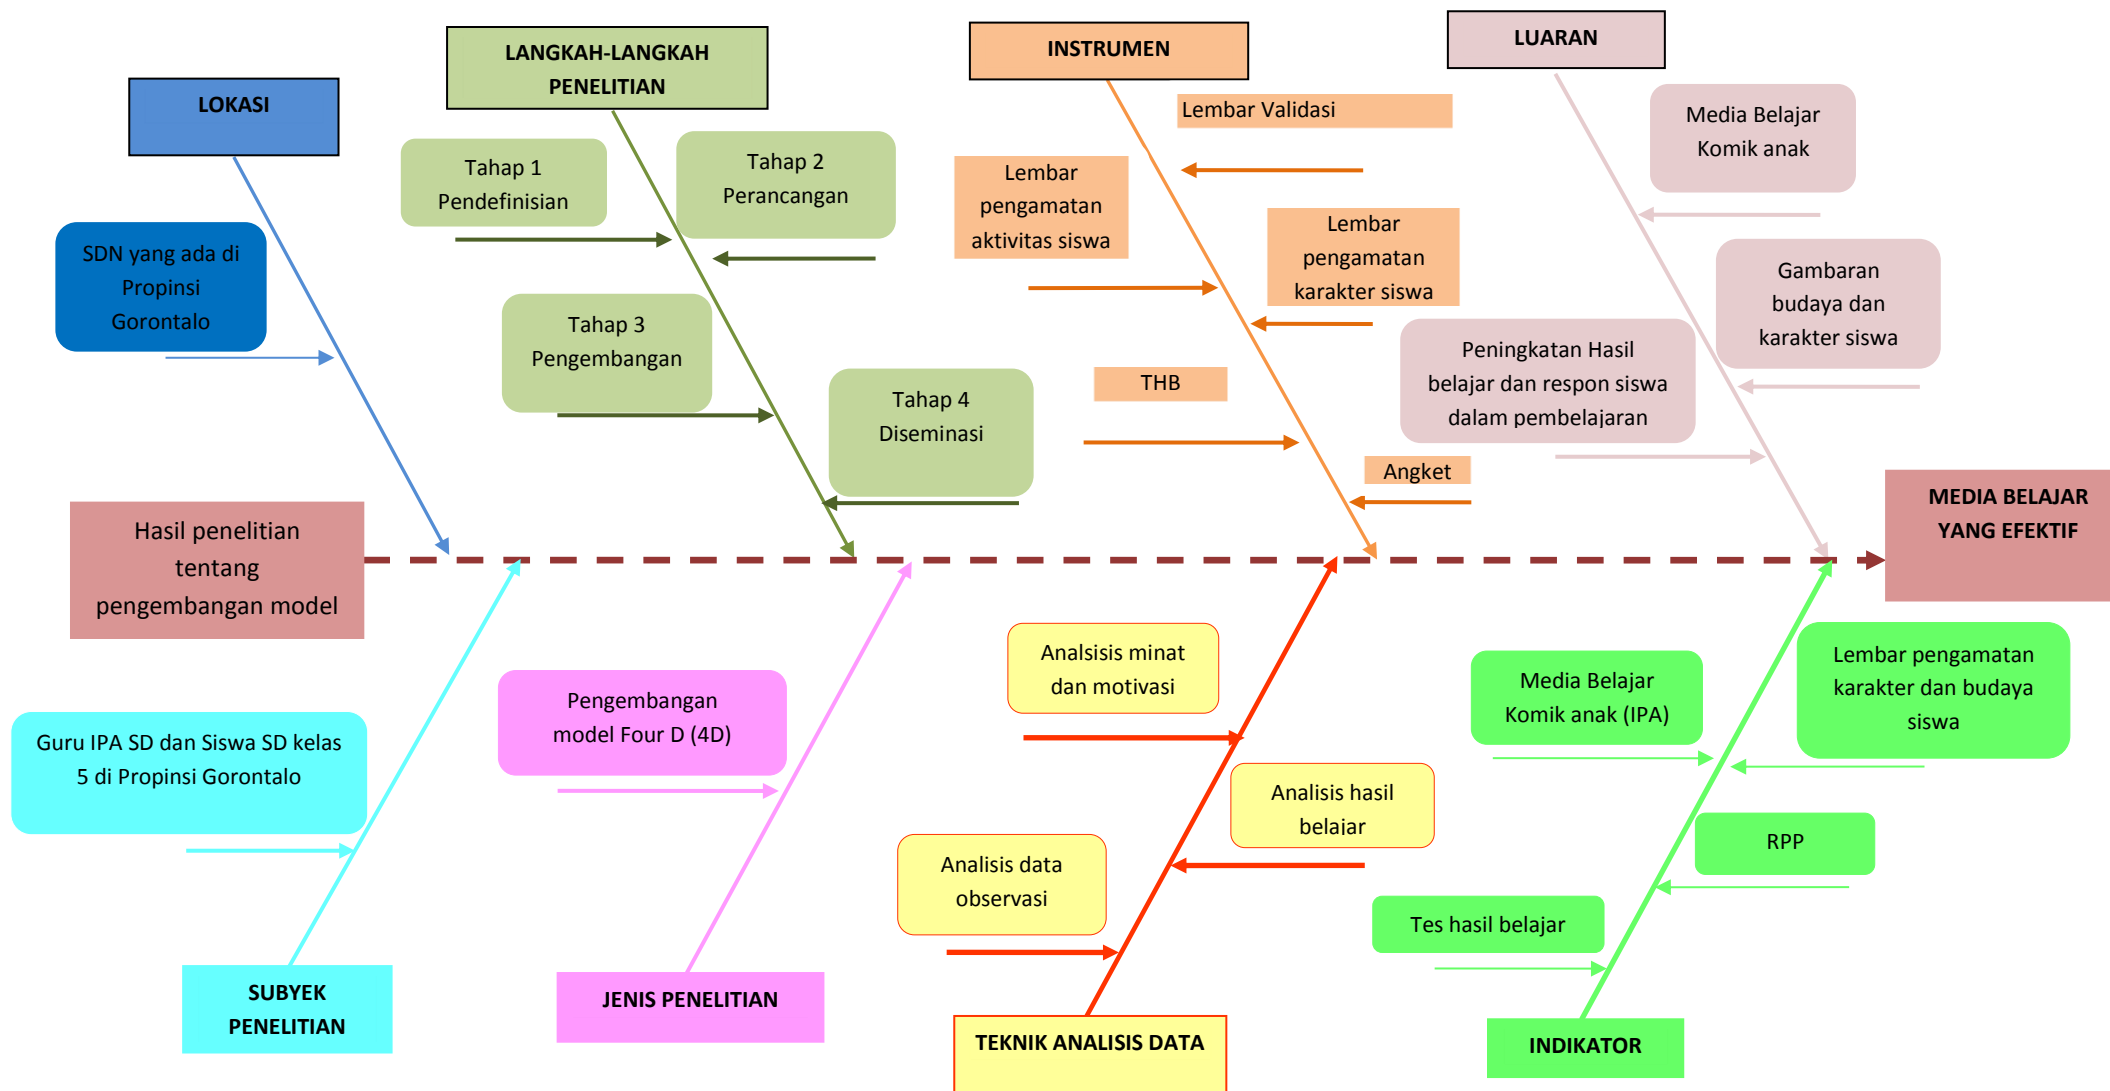 LOKASI
SDN yang ada di
Propinsi
Gorontalo
LANGKAH-LANGKAH
PENELITIAN
Tahap 1
Pendefinisian
Tahap 2
Perancangan
Tahap 3
Pengembangan
Tahap 4
Diseminasi
INSTRUMEN
Lembar Validasi
Lembar
pengamatan
aktivitas siswa
Lembar
pengamatan
karakter siswa
THB
Angket
LUARAN
Media Belajar
Komik anak
Gambaran
budaya dan
karakter siswa
Peningkatan Hasil
belajar dan respon siswa
dalam pembelajaran
Hasil penelitian
tentang
pengembangan model
MEDIA BELAJAR
YANG EFEKTIF
Guru IPA SD dan Siswa SD kelas
5 di Propinsi Gorontalo
SUBYEK
PENELITIAN
Pengembangan
model Four D (4D)
JENIS PENELITIAN
Analsisis minat
dan motivasi
Analisis hasil
belajar
Analisis data
observasi
TEKNIK ANALISIS DATA
Media Belajar
Komik anak (IPA)
Lembar pengamatan
karakter dan budaya
siswa
RPP
Tes hasil belajar
INDIKATOR